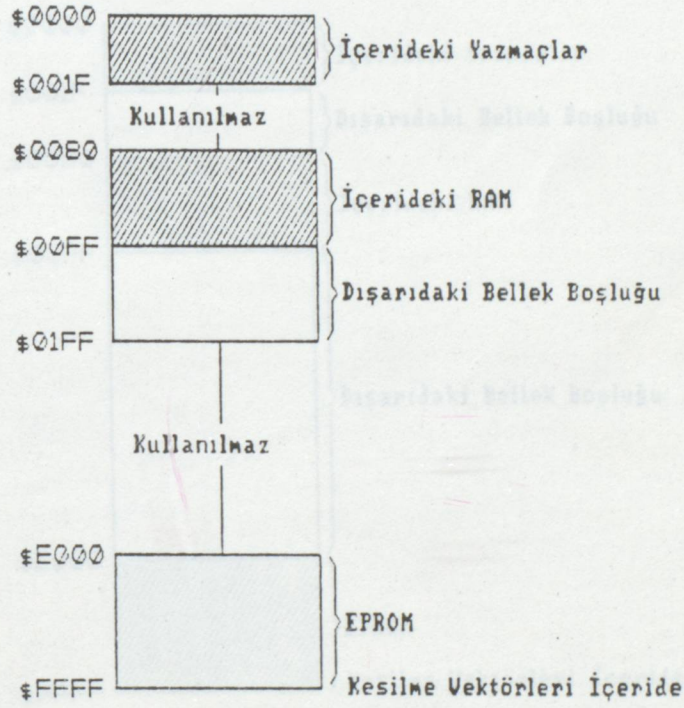 $0000
İçerideki Yazmaçlar
$001F
Kullanılmaz
$0080
İçerideki RAM
$00FF
Dışarıdaki Bellek Boşluğu
$01FF
Kullanılmaz
$E000
EPROM
$FFFF
Kesilme Vektörleri İçeride